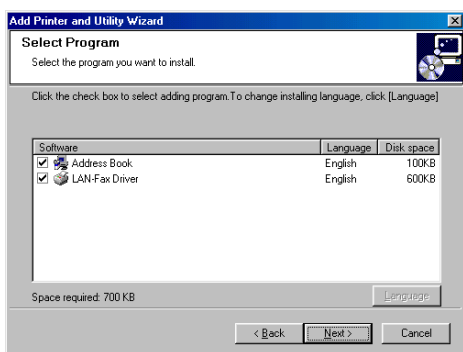 Add Printer and Utility Wizard
Select Program
Select the program you want to install.
Click the check box to select adding program.To change installing language, click [Language]
Software Language Disk space
Address Book English 100KB
LAN-Fax Driver English 600KB
Space required: 700 KB
Language
< Back Next > Cancel